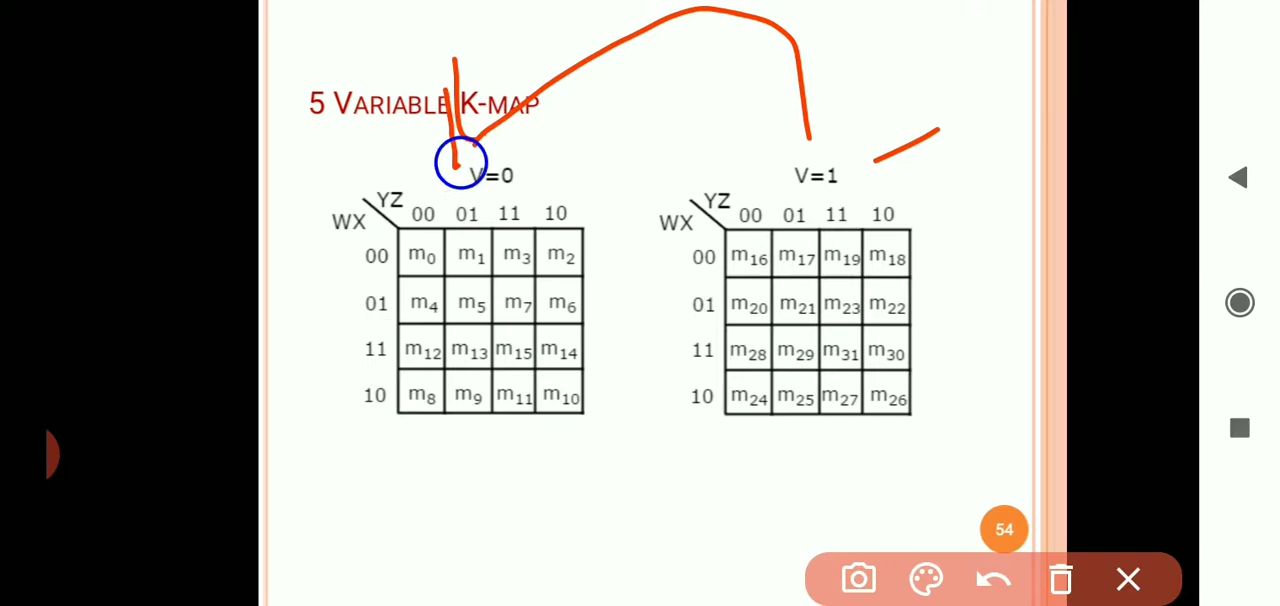 5 VARIABLE K-MAP
V=0 V=1
YZ YZ
WX 00 01 11 10 WX 00 01 11 10
00 m0 m1 m3 m2 00 m16 m17 m19 m18
01 m4 m5 m7 m6 01 m20 m21 m23 m22
11 m12 m13 m15 m14 11 m28 m29 m31 m30
10 m8 m9 m11 m10 10 m24 m25 m27 m26
54